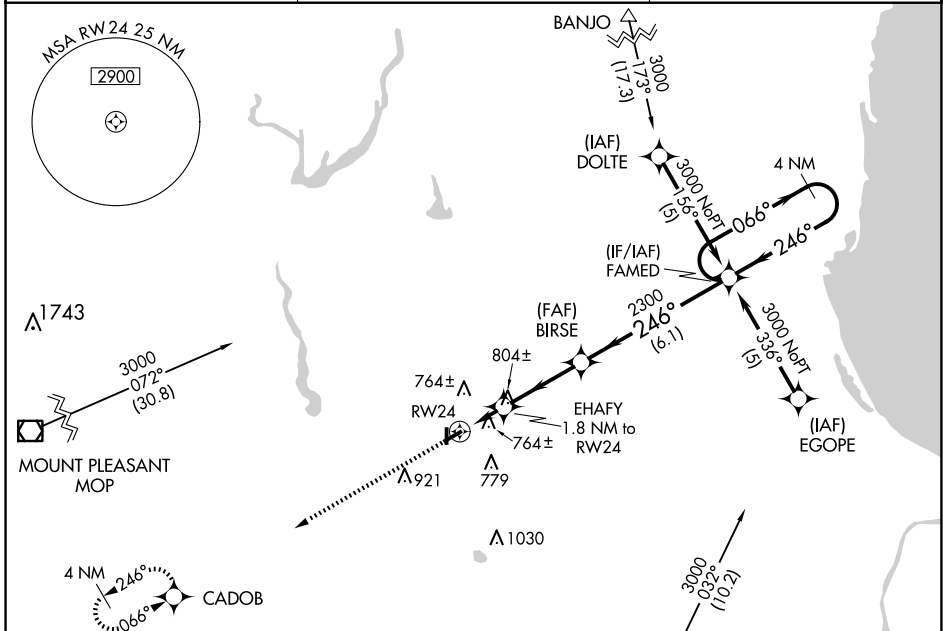 MSA RW24 25 NM
2900
BANJO
3000
173°
(17.3)
(IAF)
DOLTE
3000 NoPT
156°
(5)
4 NM
066°
246°
(IF/IAF)
FAMED
2300
246°
(6.1)
(FAF)
BIRSE
3000 NoPT
336°
(5)
(IAF)
EGOPE
1743
3000
072°
(30.8)
MOUNT PLEASANT
MOP
804±
764±
RW24
EHAFY
1.8 NM to
RW24
764±
921
779
1030
4 NM
246°
066°
CADOB
3000
032°
(10.2)